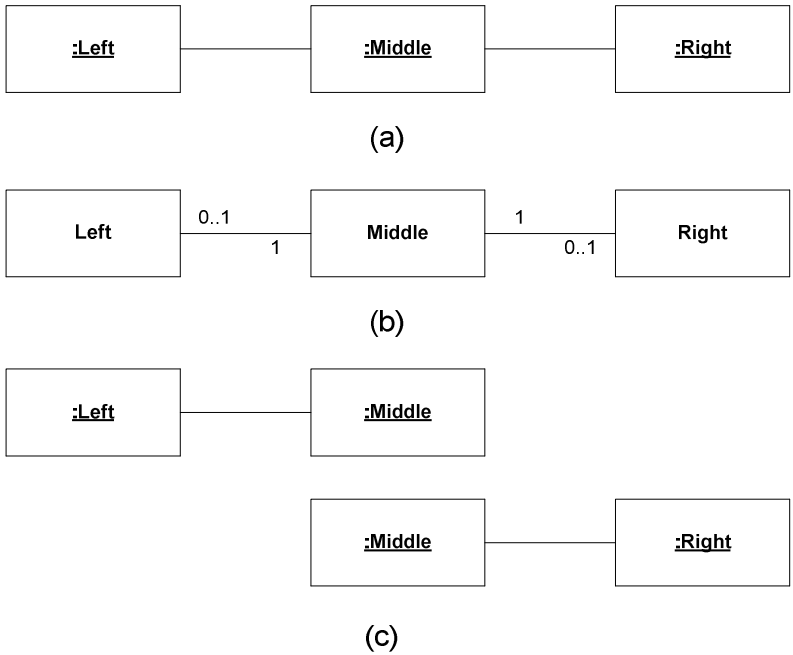 :Left :Middle :Right
(a)
0..1 1
Left Middle Right
1 0..1
(b)
:Left :Middle
:Middle :Right
(c)